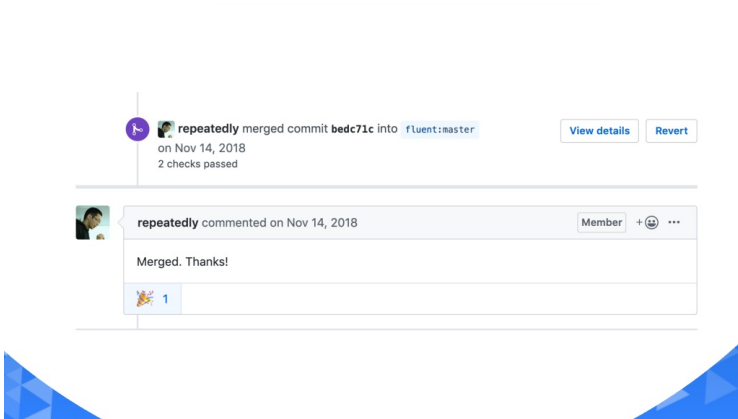 repeatedly merged commit bedc71c into fluent:master
on Nov 14, 2018
2 checks passed
View details
Revert
repeatedly commented on Nov 14, 2018
Member
Merged. Thanks!
1